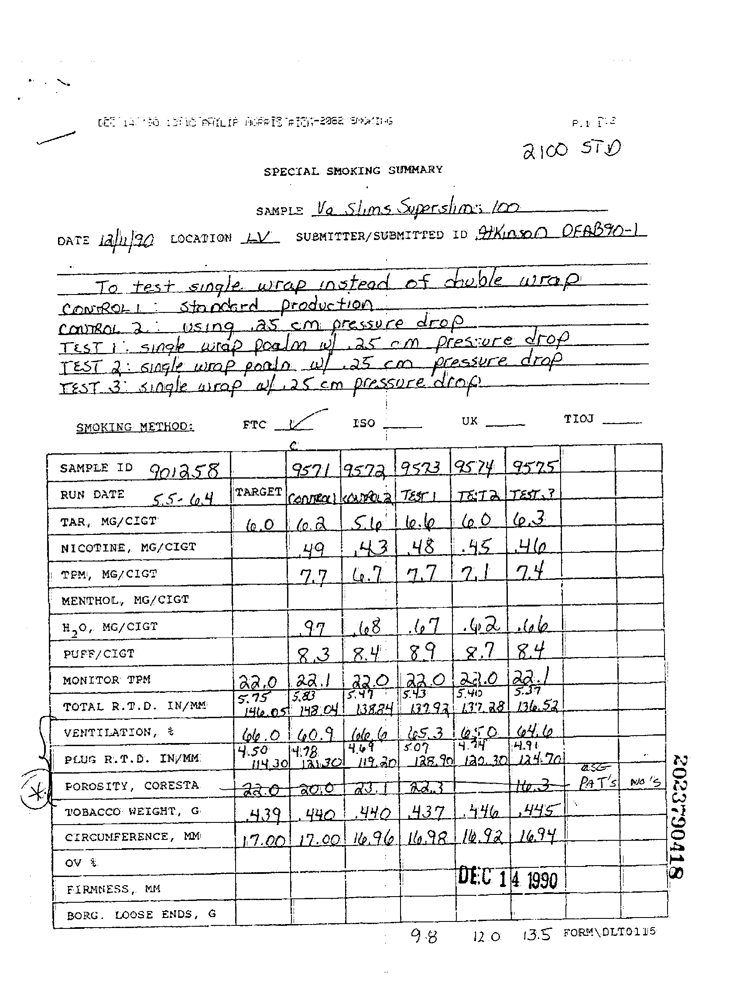 DEC 14 '90 PHILIP MORRIS RICH-2082 SMOKING P.1
2100 STD
SPECIAL SMOKING SUMMARY
SAMPLE Va Slims Superslims 100
DATE 12/11/90 LOCATION LV SUBMITTER/SUBMITTED ID Atkinson OFAB90-1
To test single wrap instead of double wrap
CONTROL 1: standard production
CONTROL 2: using .25 cm pressure drop
TEST 1: single wrap w/ .25 cm pressure drop
TEST 2: single wrap w/ .25 cm pressure drop
TEST 3: single wrap w/ .25 cm pressure drop
SMOKING METHOD: FTC ✓ ISO ____ UK ____ TIOJ ____
C
SAMPLE ID 901258 9571 9572 9573 9574 9575
RUN DATE 5.5-6.4 TARGET CONTROL 1 CONTROL 2 TEST 1 TEST 2 TEST 3
TAR, MG/CIGT 6.0 6.2 5.6 6.6 6.0 6.3
NICOTINE, MG/CIGT .49 .43 .48 .45 .46
TPM, MG/CIGT 7.7 6.7 7.7 7.1 7.4
MENTHOL, MG/CIGT
H2O, MG/CIGT .97 .68 .67 .62 .66
PUFF/CIGT 8.3 8.4 8.9 8.7 8.4
MONITOR TPM 22.0 22.1 22.0 22.0 22.0 22.1
5.75 5.83 5.47 5.43 5.40 5.37
TOTAL R.T.D. IN/MM 146.05 148.04 138.84 137.92 137.28 136.52
VENTILATION, % 66.0 60.9 66.6 65.3 65.0 64.6
4.50 4.78 4.69 5.07 4.74 4.91
PLUG R.T.D. IN/MM 114.30 121.30 119.20 128.90 120.30 124.70
POROSITY, CORESTA 22.0 20.0 23.1 22.3 16.3 PAT'S NO'S
TOBACCO WEIGHT, G .439 .440 .440 .437 .446 .445
CIRCUMFERENCE, MM 17.00 17.00 16.96 16.98 16.92 16.94
OV %
FIRMNESS, MM
DEC 14 1990
BORG. LOOSE ENDS, G
9.8 12.0 13.5 FORM\DLT0115
2023790418